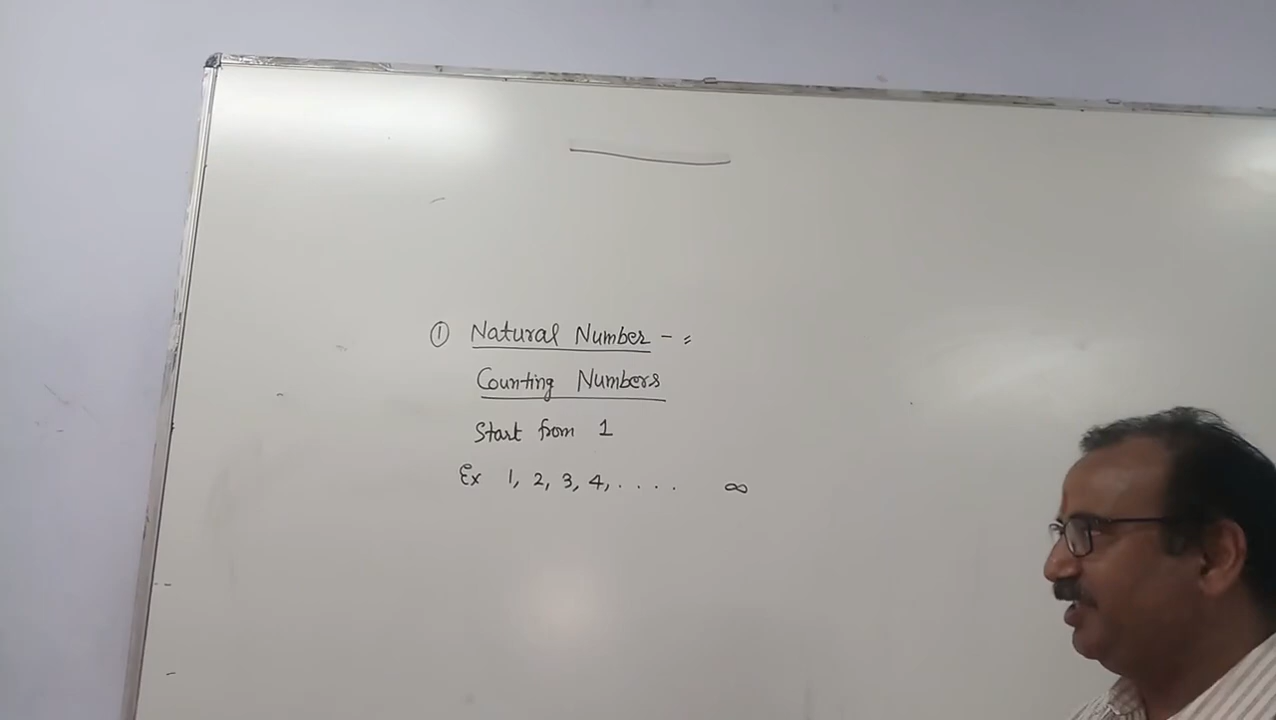 ① Natural Number - =
Counting Numbers
Start from 1
Ex 1, 2, 3, 4, . . . . ∞